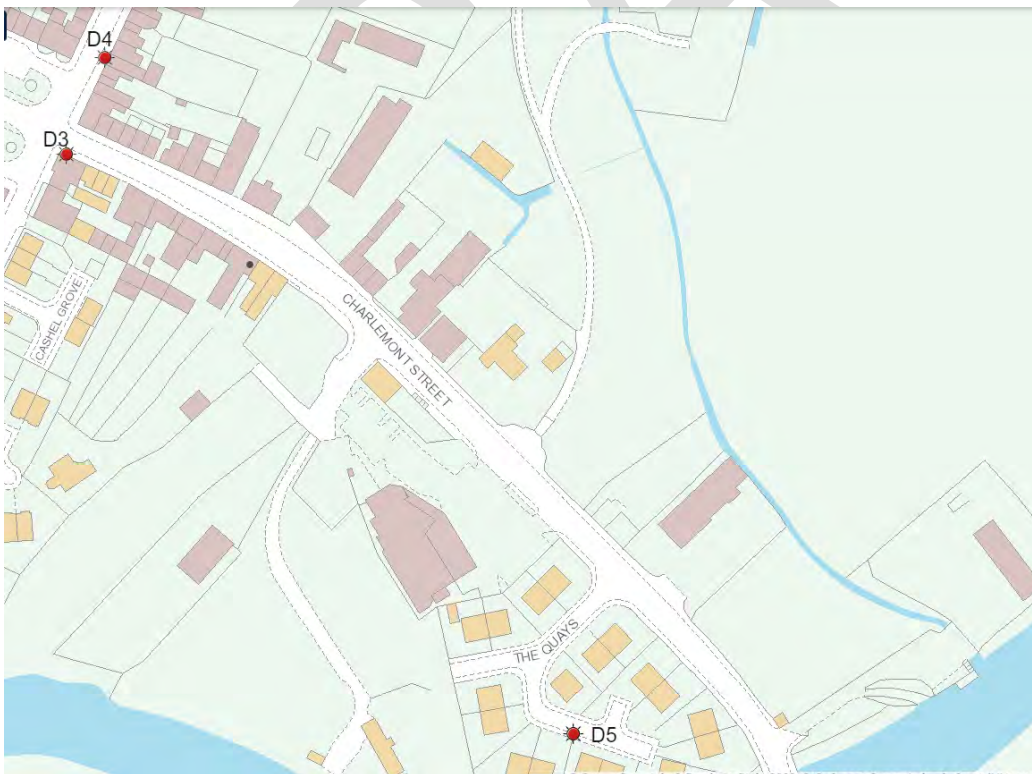 D4
D3
CASHEL GROVE
CHARLEMONT STREET
THE QUAYS
D5